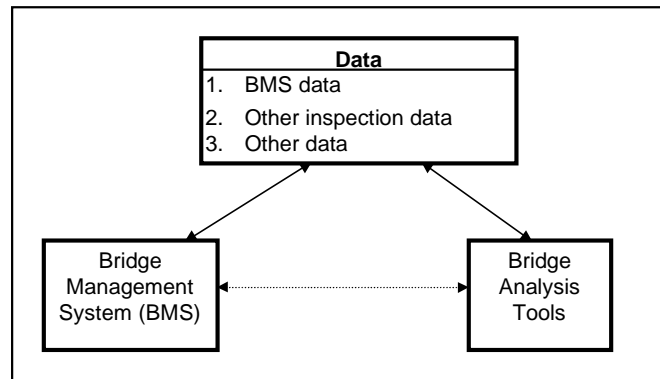 Data
1. BMS data
2. Other inspection data
3. Other data
Bridge
Management
System (BMS)
Bridge
Analysis
Tools